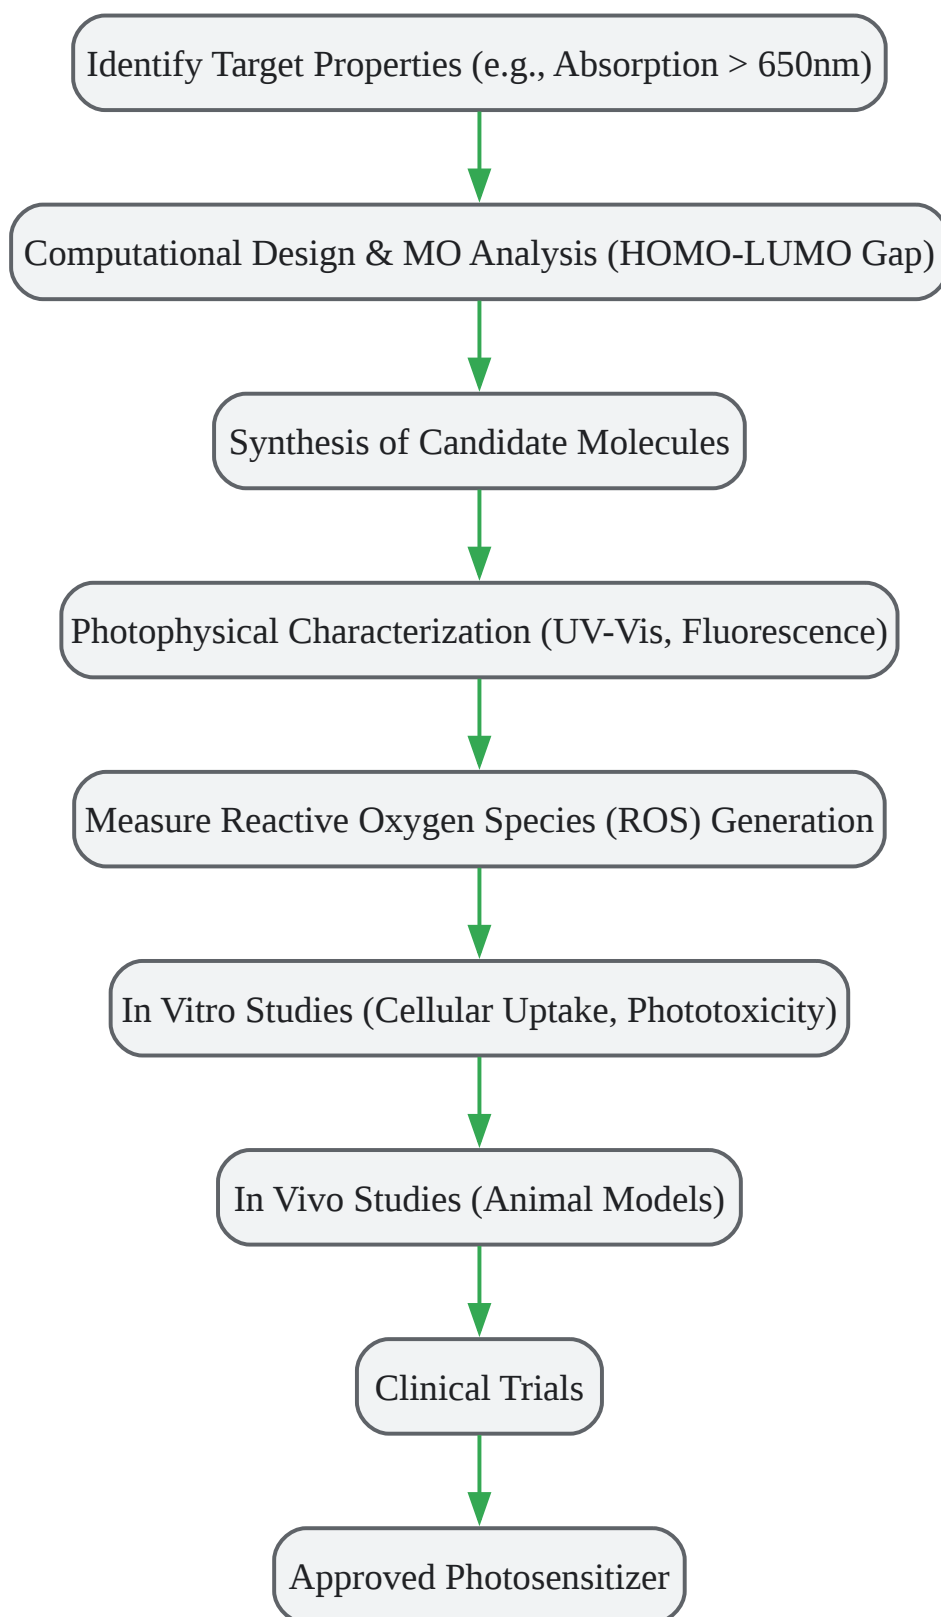 Identify Target Properties (e.g., Absorption > 650nm)
Computational Design & MO Analysis (HOMO-LUMO Gap)
Synthesis of Candidate Molecules
Photophysical Characterization (UV-Vis, Fluorescence)
Measure Reactive Oxygen Species (ROS) Generation
In Vitro Studies (Cellular Uptake, Phototoxicity)
In Vivo Studies (Animal Models)
Clinical Trials
Approved Photosensitizer